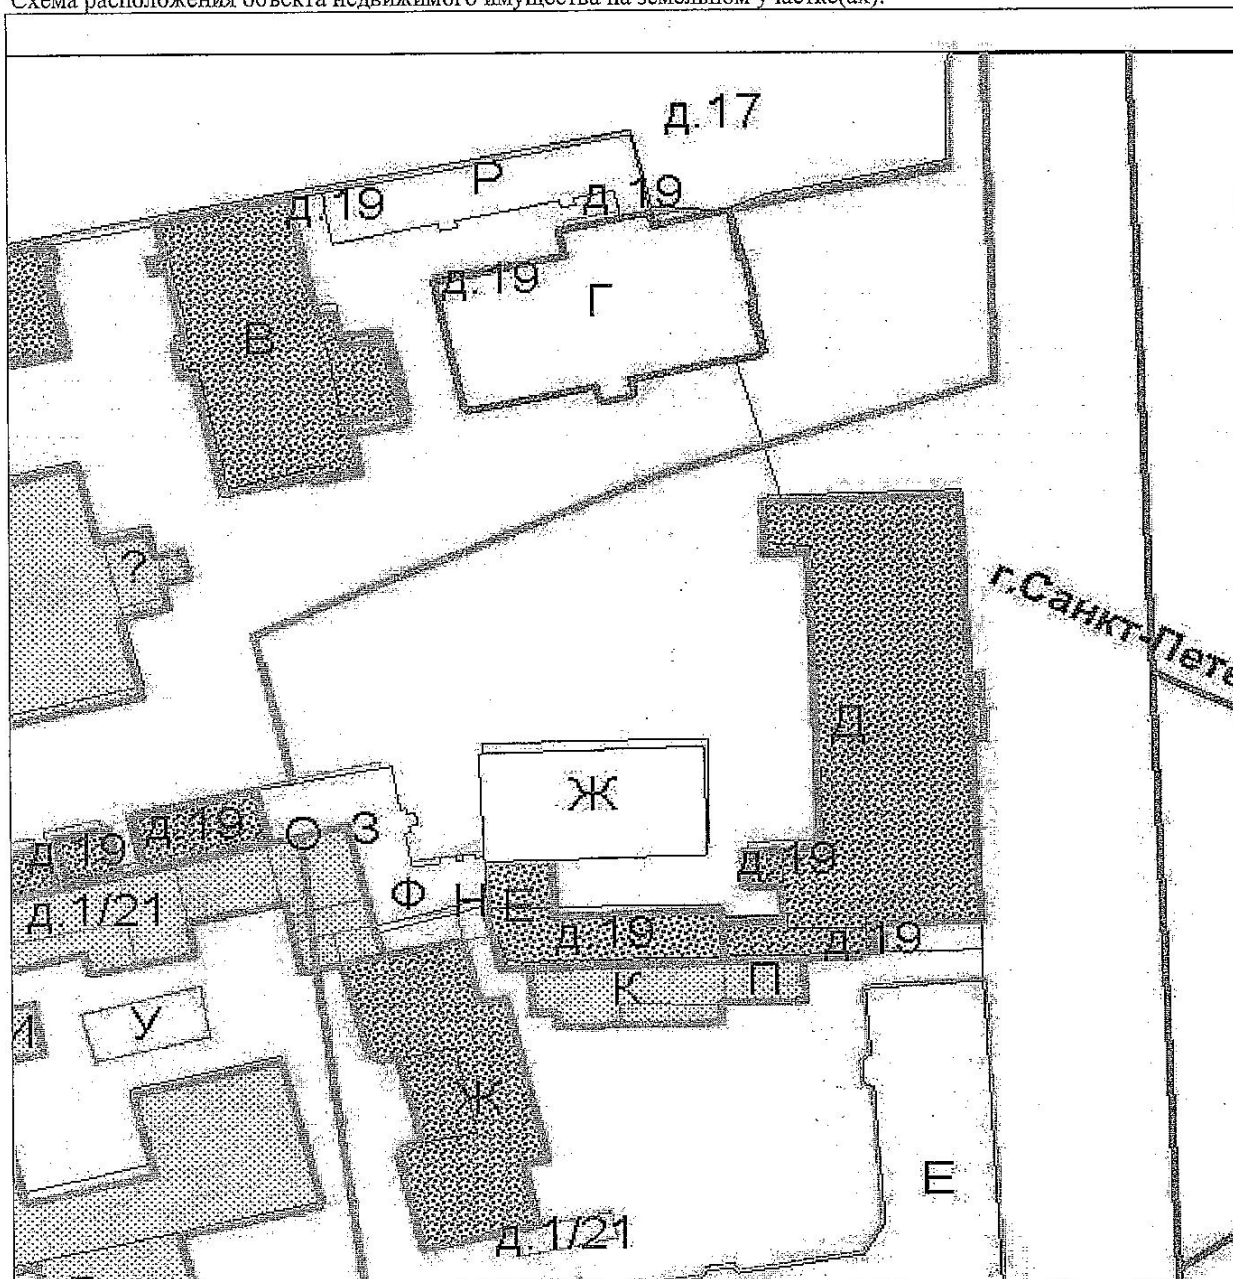 Схема расположения объекта недвижимого имущества на земельном участке(ах):
д.17
Р
д.19
д.19
д.19
Г
В
?
г.Санкт-Пете
Д
Ж
д.19
д.19
О
З
д.19
Ф
Н
Е
д.1/21
д.19
д.19
К
П
И
У
Ж
Е
д.1/21